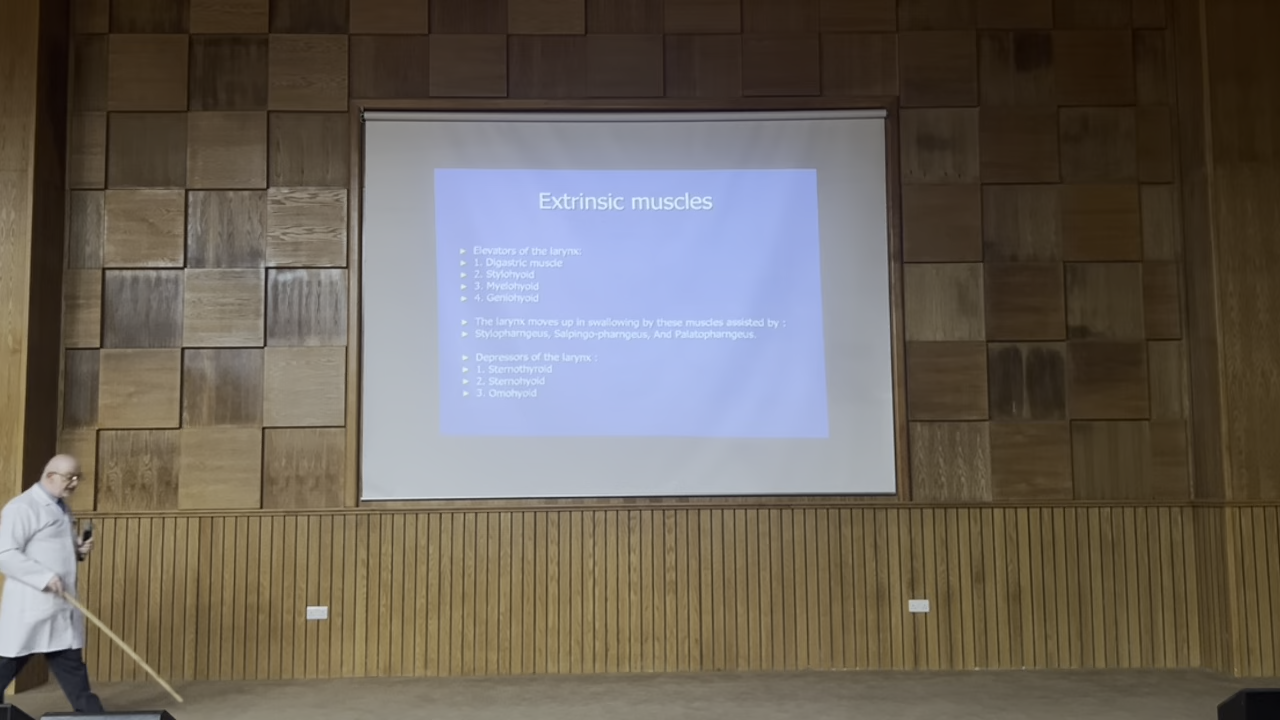 Extrinsic muscles
► Elevators of the larynx:
► 1. Digastric muscle
► 2. Stylohyoid
► 3. Myelohyoid
► 4. Geniohyoid
► The larynx moves up in swallowing by these muscles assisted by :
► Stylopharngeus, Salpingo-pharngeus, And Palatopharngeus.
► Depressors of the larynx :
► 1. Sternothyroid
► 2. Sternohyoid
► 3. Omohyoid